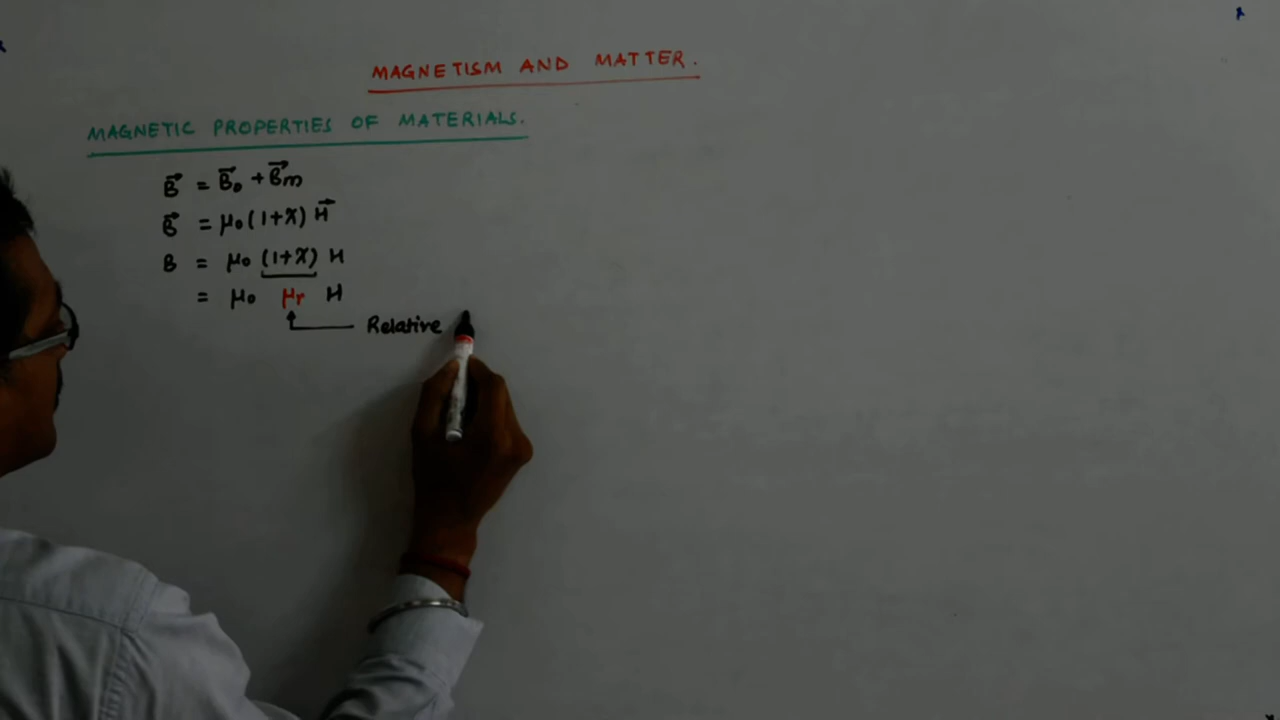 MAGNETISM AND MATTER.
MAGNETIC PROPERTIES OF MATERIALS.
B⃗ = B⃗₀ + B⃗m
B⃗ = μ₀(1+χ) H⃗
B = μ₀ (1+χ) H
= μ₀ μr H
Relative